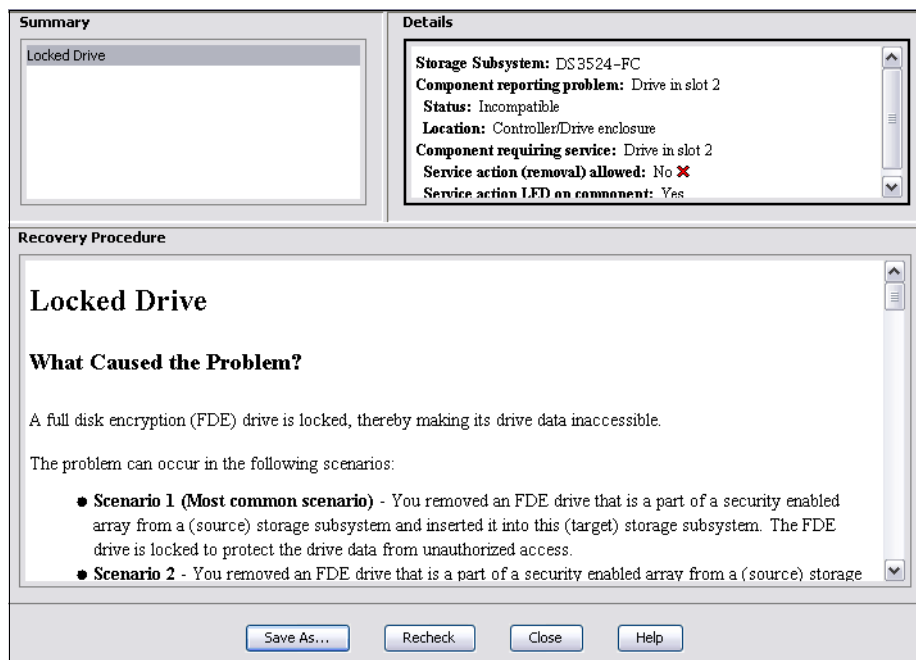 Summary
Locked Drive
Details
Storage Subsystem: DS3524-FC
Component reporting problem: Drive in slot 2
Status: Incompatible
Location: Controller/Drive enclosure
Component requiring service: Drive in slot 2
Service action (removal) allowed: No
Service action LED on component: Yes
Recovery Procedure
Locked Drive
What Caused the Problem?
A full disk encryption (FDE) drive is locked, thereby making its drive data inaccessible.
The problem can occur in the following scenarios:
● Scenario 1 (Most common scenario) - You removed an FDE drive that is a part of a security enabled
array from a (source) storage subsystem and inserted it into this (target) storage subsystem. The FDE
drive is locked to protect the drive data from unauthorized access.
● Scenario 2 - You removed an FDE drive that is a part of a security enabled array from a (source) storage
Save As...
Recheck
Close
Help